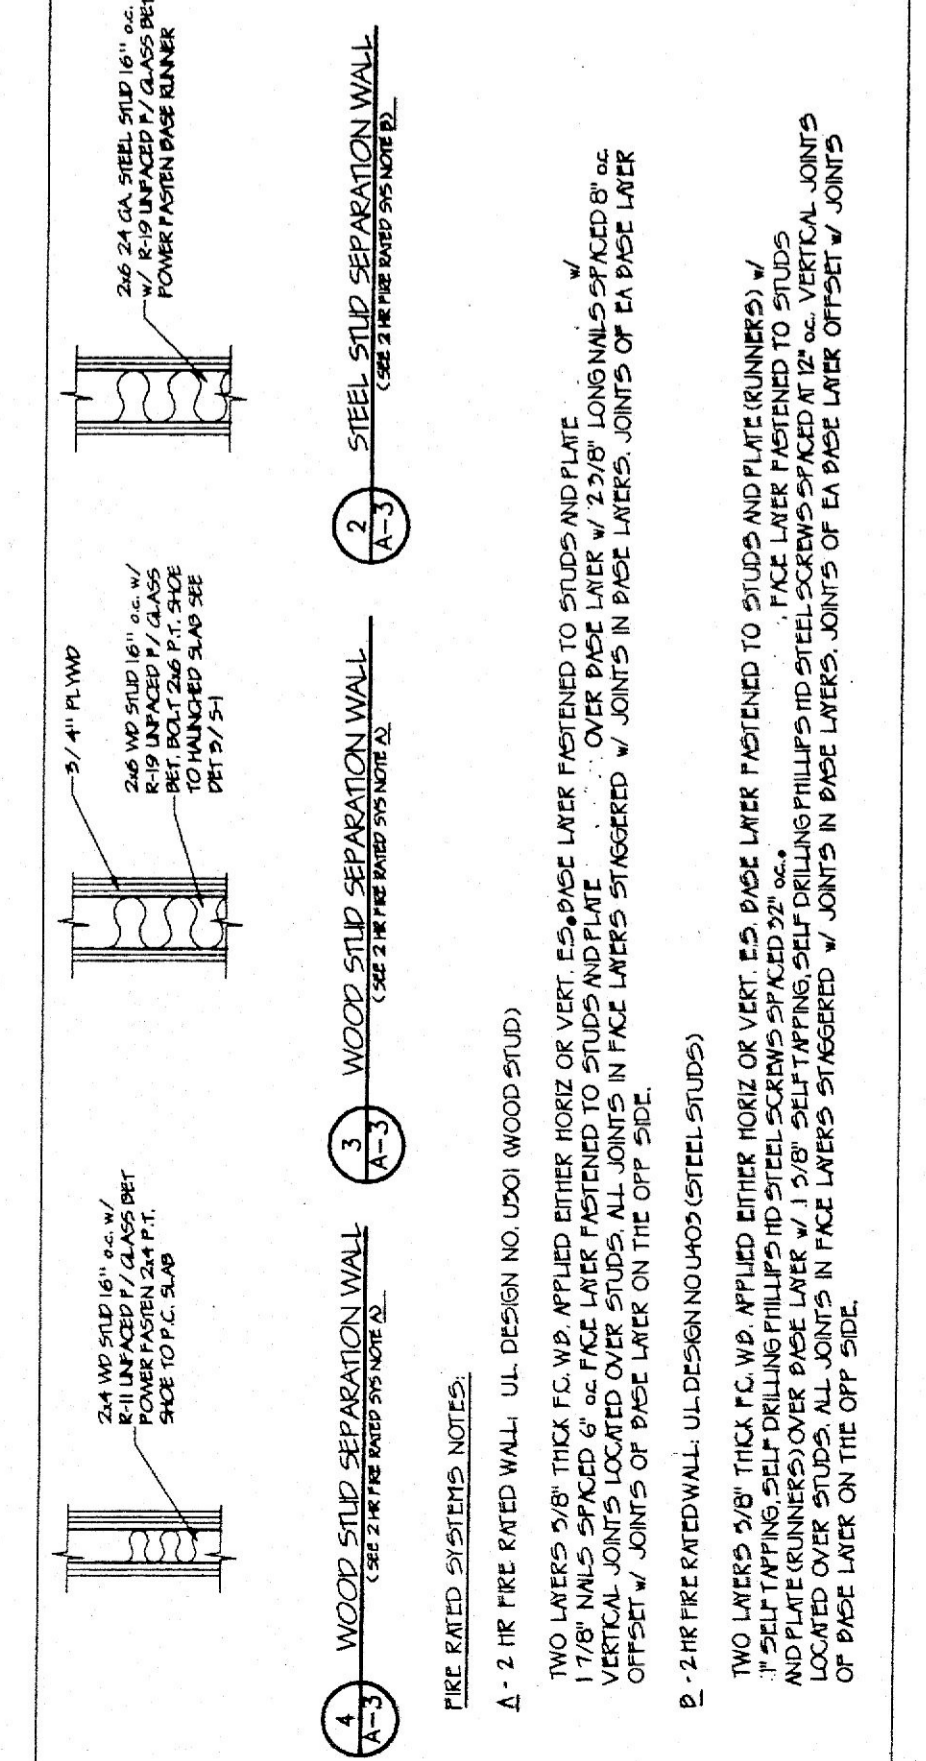 2x4 WD STUD 16" o.c. w/
R-11 UNFACED F/ GLASS BET
POWER FASTEN 2x4 P.T.
SHOE TO P.C. SLAB
3/4" PLYWD
2x6 WD STUD 16" o.c. w/
R-19 UNFACED F/ GLASS
BET. BOLT 2x6 P.T. SHOE
TO HAUNCHED SLAB SEE
DET 3/S-1
2x6 24 GA. STEEL STUD 16" o.c.
w/ R-19 UNFACED F/ GLASS BET
POWER FASTEN BASE RUNNER
4
A-3
WOOD STUD SEPARATION WALL
(SEE 2 HR FIRE RATED SYS NOTE A)
3
A-3
WOOD STUD SEPARATION WALL
(SEE 2 HR FIRE RATED SYS NOTE A)
2
A-3
STEEL STUD SEPARATION WALL
(SEE 2 HR FIRE RATED SYS NOTE B)
FIRE RATED SYSTEMS NOTES:
A - 2 HR FIRE RATED WALL: UL. DESIGN NO. U301 (WOOD STUD)
TWO LAYERS 5/8" THICK F.C. WB. APPLIED EITHER HORIZ OR VERT. E.S. BASE LAYER FASTENED TO STUDS AND PLATE w/
1 7/8" NAILS SPACED 6" o.c. FACE LAYER FASTENED TO STUDS AND PLATE OVER BASE LAYER w/ 2 3/8" LONG NAILS SPACED 8" o.c.
VERTICAL JOINTS LOCATED OVER STUDS. ALL JOINTS IN FACE LAYERS STAGGERED w/ JOINTS IN BASE LAYERS. JOINTS OF EA BASE LAYER
OFFSET w/ JOINTS OF BASE LAYER ON THE OPP SIDE.
B - 2 HR FIRE RATED WALL: UL DESIGN NO U403 (STEEL STUDS)
TWO LAYERS 5/8" THICK F.C. WB. APPLIED EITHER HORIZ OR VERT. E.S. BASE LAYER FASTENED TO STUDS AND PLATE (RUNNERS) w/
1" SELF TAPPING, SELF DRILLING PHILLIPS HD STEEL SCREWS SPACED 32" o.c. FACE LAYER FASTENED TO STUDS
AND PLATE (RUNNERS) OVER BASE LAYER w/ 1 5/8" SELF TAPPING, SELF DRILLING PHILLIPS HD STEEL SCREWS SPACED AT 12" o.c. VERTICAL JOINTS
LOCATED OVER STUDS. ALL JOINTS IN FACE LAYERS STAGGERED w/ JOINTS IN BASE LAYERS. JOINTS OF EA BASE LAYER OFFSET w/ JOINTS
OF BASE LAYER ON THE OPP SIDE.